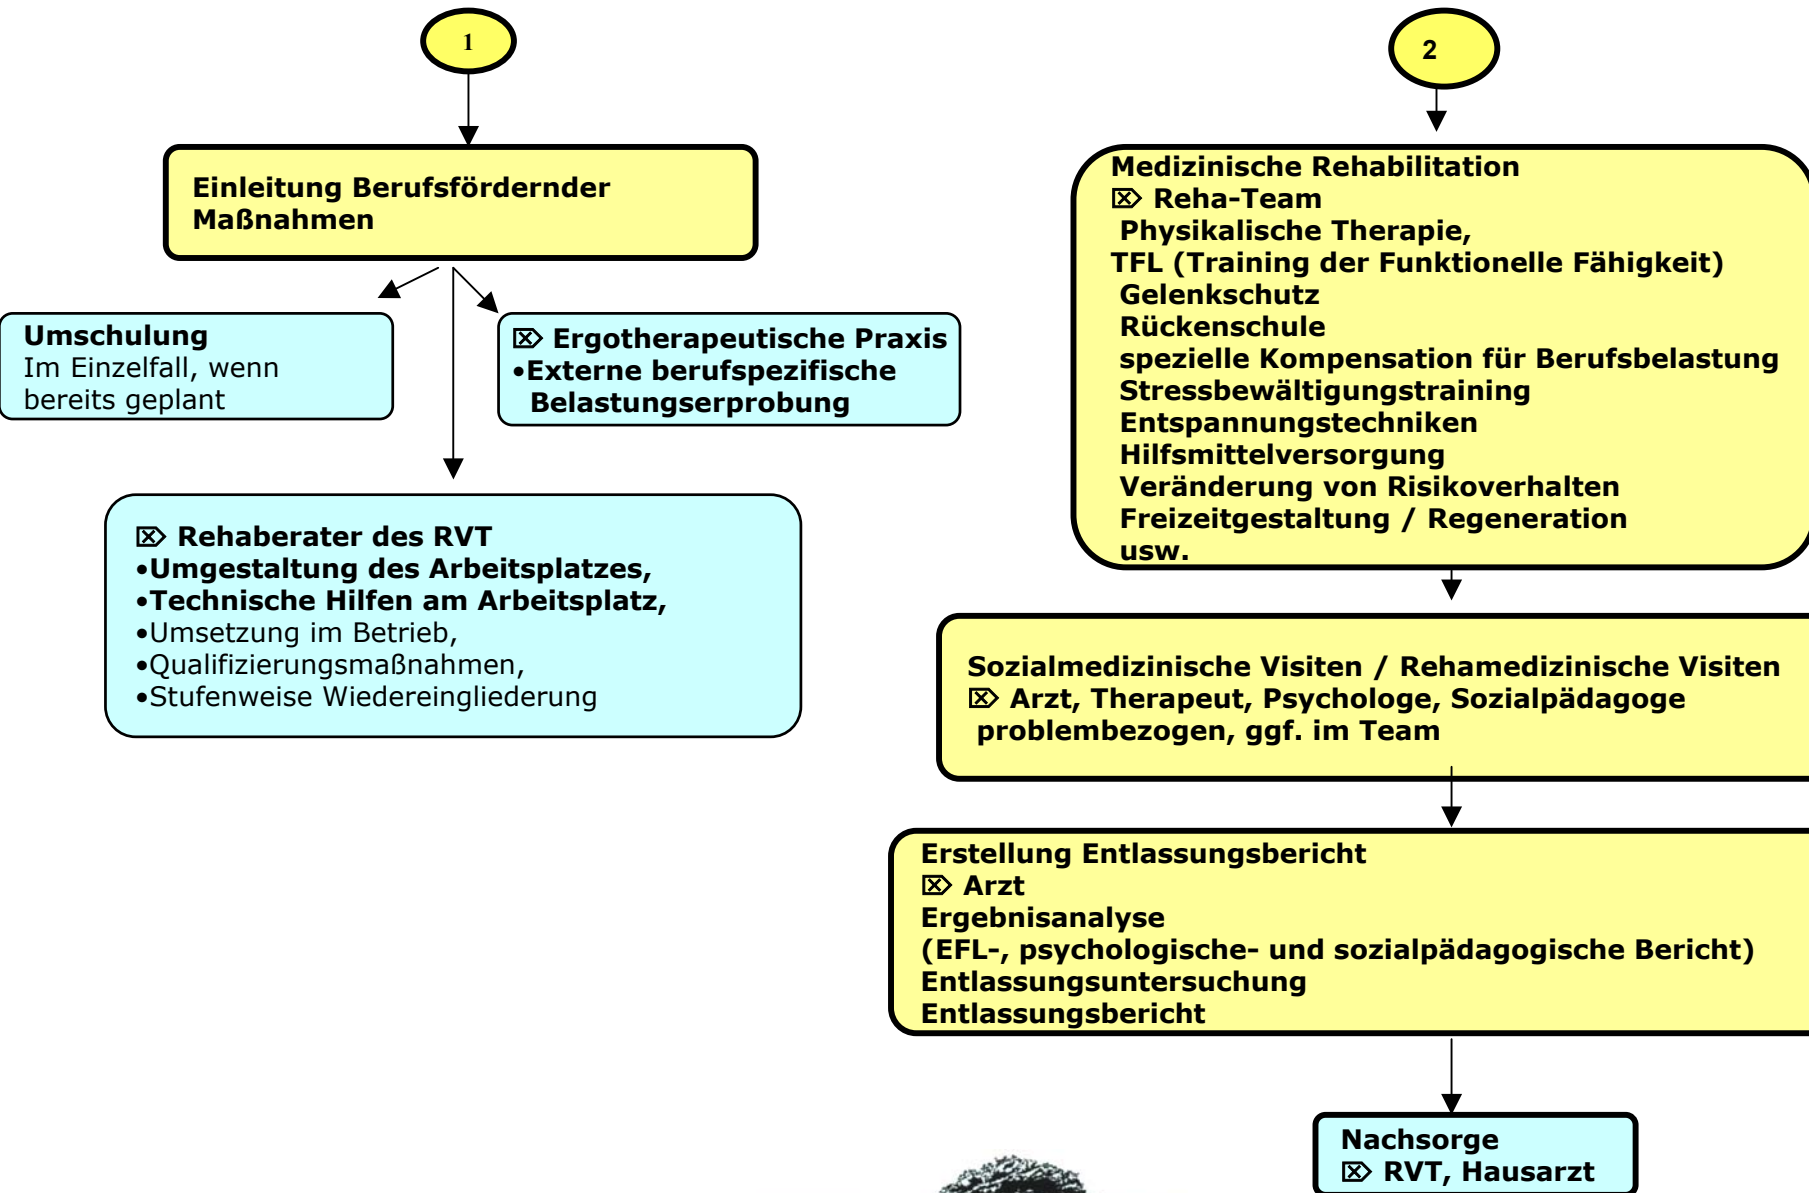 1
Einleitung Berufsfördernder
Maßnahmen
Umschulung
Im Einzelfall, wenn
bereits geplant
⌦ Ergotherapeutische Praxis
•Externe berufspezifische
Belastungserprobung
⌦ Rehaberater des RVT
•Umgestaltung des Arbeitsplatzes,
•Technische Hilfen am Arbeitsplatz,
•Umsetzung im Betrieb,
•Qualifizierungsmaßnahmen,
•Stufenweise Wiedereingliederung
2
Medizinische Rehabilitation
⌦ Reha-Team
Physikalische Therapie,
TFL (Training der Funktionelle Fähigkeit)
Gelenkschutz
Rückenschule
spezielle Kompensation für Berufsbelastung
Stressbewältigungstraining
Entspannungstechniken
Hilfsmittelversorgung
Veränderung von Risikoverhalten
Freizeitgestaltung / Regeneration
usw.
Sozialmedizinische Visiten / Rehamedizinische Visiten
⌦ Arzt, Therapeut, Psychologe, Sozialpädagoge
problembezogen, ggf. im Team
Erstellung Entlassungsbericht
⌦ Arzt
Ergebnisanalyse
(EFL-, psychologische- und sozialpädagogische Bericht)
Entlassungsuntersuchung
Entlassungsbericht
Nachsorge
⌦ RVT, Hausarzt